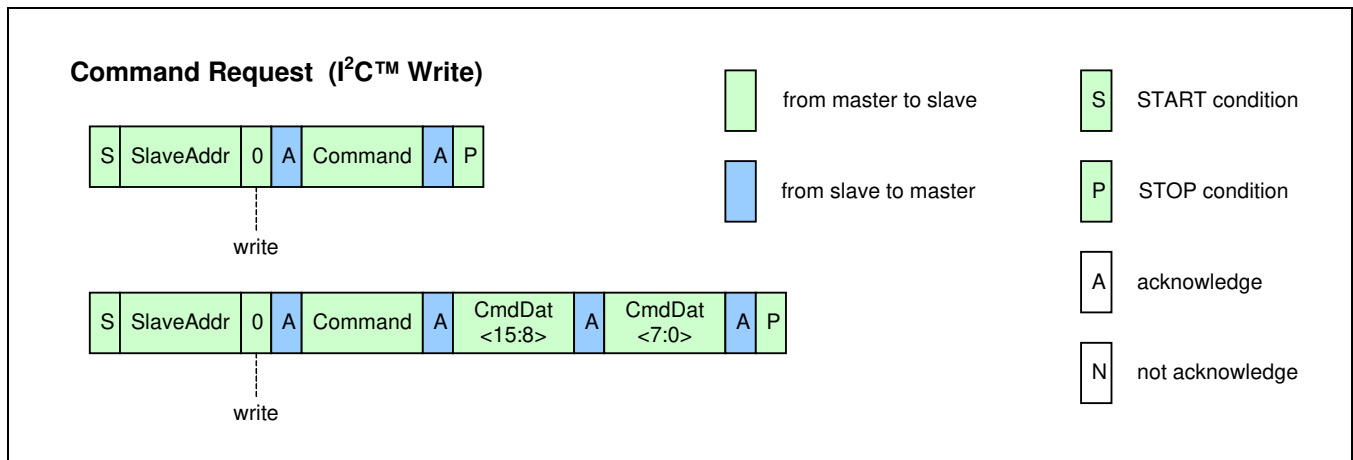 Command Request (I²C™ Write)
from master to slave
S START condition
S SlaveAddr 0 A Command A P
from slave to master
P STOP condition
write
A acknowledge
S SlaveAddr 0 A Command A CmdDat <15:8> A CmdDat <7:0> A P
N not acknowledge
write